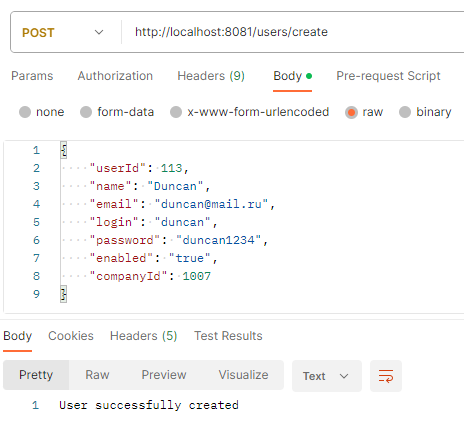 POST http://localhost:8081/users/create
Params Authorization Headers (9) Body Pre-request Script
none form-data x-www-form-urlencoded raw binary
1 {
2 "userId": 113,
3 "name": "Duncan",
4 "email": "duncan@mail.ru",
5 "login": "duncan",
6 "password": "duncan1234",
7 "enabled": "true",
8 "companyId": 1007
9 }
Body Cookies Headers (5) Test Results
Pretty Raw Preview Visualize Text
1 User successfully created